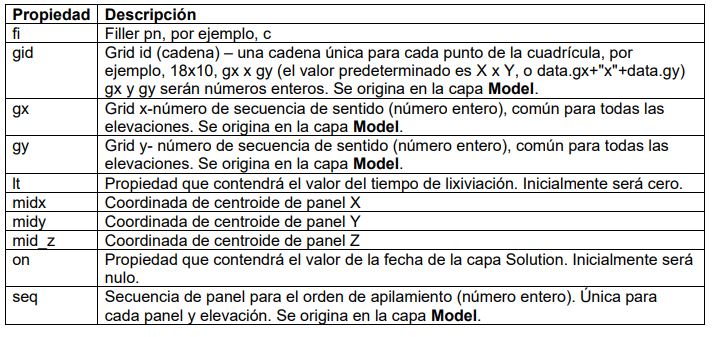 Propiedad Descripción
fi Filler pn, por ejemplo, c
gid Grid id (cadena) – una cadena única para cada punto de la cuadrícula, por
ejemplo, 18x10, gx x gy (el valor predeterminado es X x Y, o data.gx+"x"+data.gy)
gx y gy serán números enteros. Se origina en la capa Model.
gx Grid x-número de secuencia de sentido (número entero), común para todas las
elevaciones. Se origina en la capa Model.
gy Grid y- número de secuencia de sentido (número entero), común para todas las
elevaciones. Se origina en la capa Model.
lt Propiedad que contendrá el valor del tiempo de lixiviación. Inicialmente será cero.
midx Coordinada de centroide de panel X
midy Coordinada de centroide de panel Y
mid_z Coordinada de centroide de panel Z
on Propiedad que contendrá el valor de la fecha de la capa Solution. Inicialmente será
nulo.
seq Secuencia de panel para el orden de apilamiento (número entero). Única para
cada panel y elevación. Se origina en la capa Model.